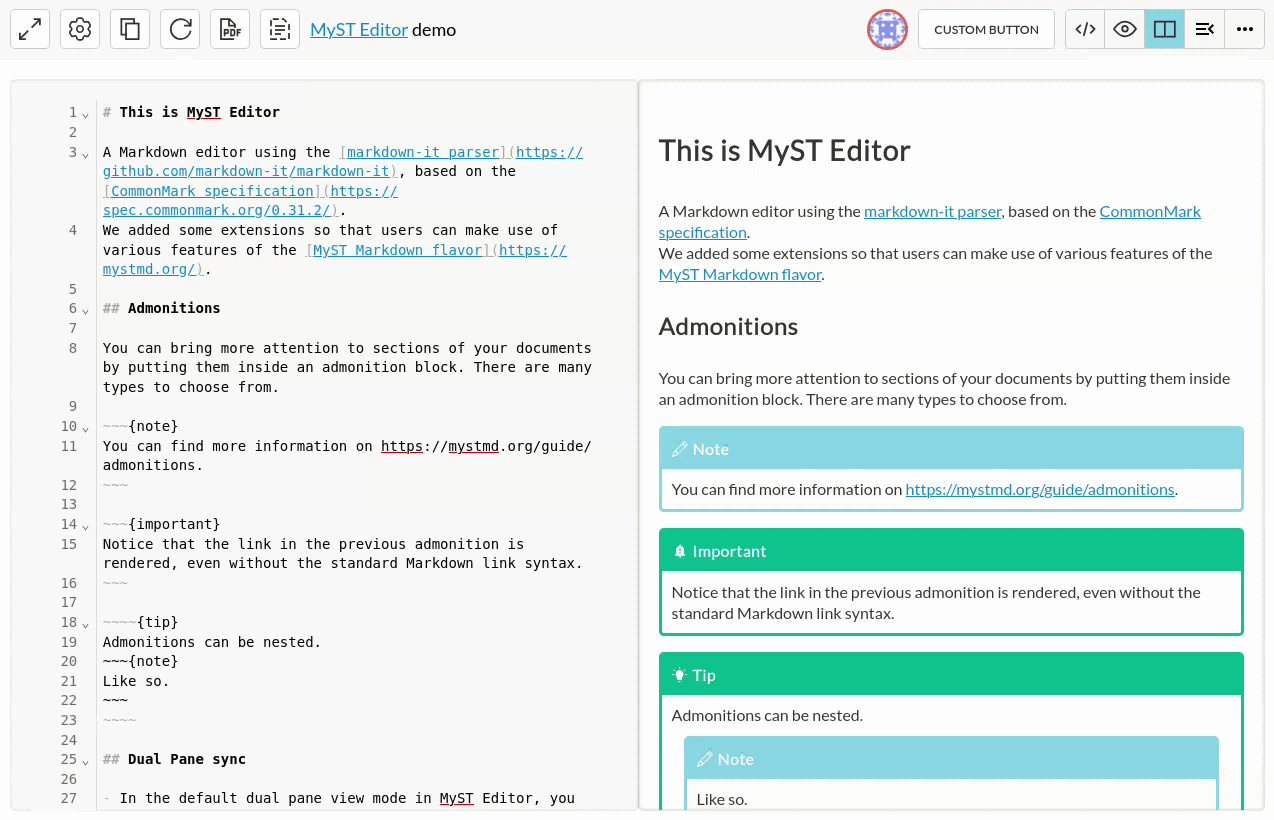 PDF
MyST Editor demo
CUSTOM BUTTON
1 # This is MyST Editor
2
3 A Markdown editor using the [markdown-it parser](https://
github.com/markdown-it/markdown-it), based on the
[CommonMark specification](https://
spec.commonmark.org/0.31.2/).
4 We added some extensions so that users can make use of
various features of the [MyST Markdown flavor](https://
mystmd.org/).
5
6 ## Admonitions
7
8 You can bring more attention to sections of your documents
by putting them inside an admonition block. There are many
types to choose from.
9
10 ~~~{note}
11 You can find more information on https://mystmd.org/guide/
admonitions.
12 ~~~
13
14 ~~~{important}
15 Notice that the link in the previous admonition is
rendered, even without the standard Markdown link syntax.
16 ~~~
17
18 ~~~~{tip}
19 Admonitions can be nested.
20 ~~~{note}
21 Like so.
22 ~~~
23 ~~~~
24
25 ## Dual Pane sync
26
27 - In the default dual pane view mode in MyST Editor, you
This is MyST Editor
A Markdown editor using the markdown-it parser, based on the CommonMark
specification.
We added some extensions so that users can make use of various features of the
MyST Markdown flavor.
Admonitions
You can bring more attention to sections of your documents by putting them inside
an admonition block. There are many types to choose from.
Note
You can find more information on https://mystmd.org/guide/admonitions.
Important
Notice that the link in the previous admonition is rendered, even without the
standard Markdown link syntax.
Tip
Admonitions can be nested.
Note
Like so.